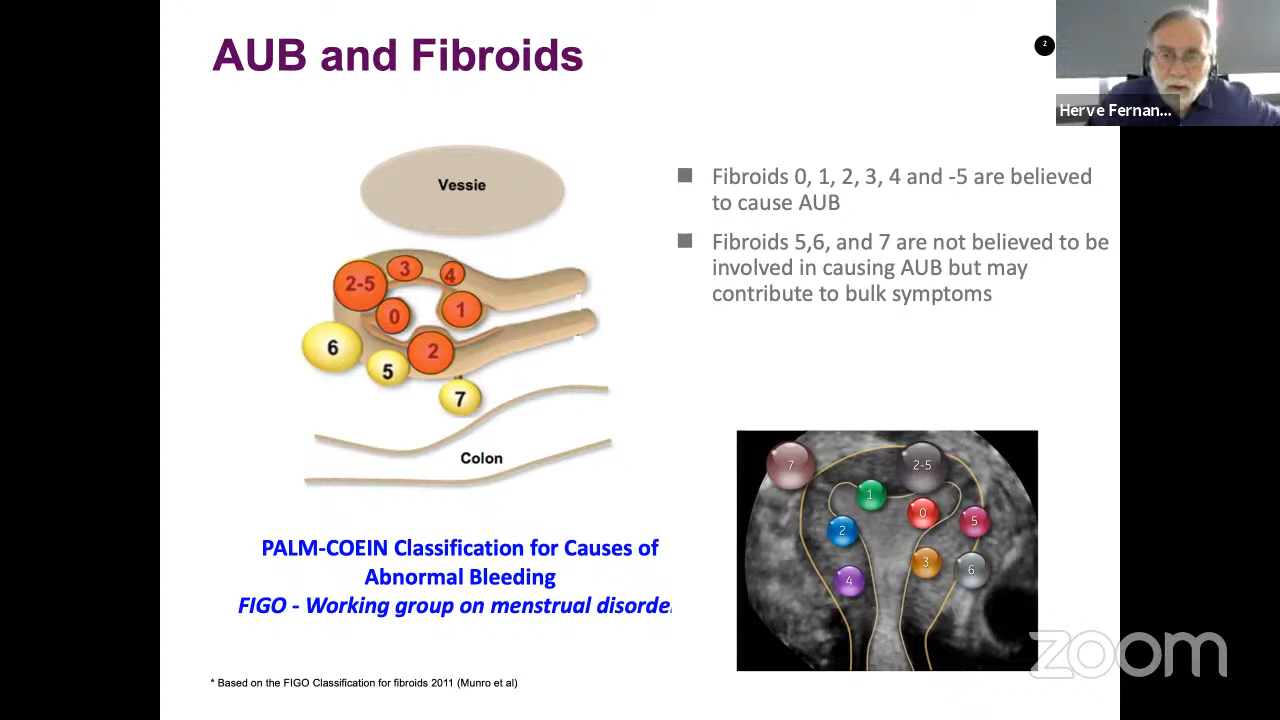 AUB and Fibroids
2
Herve Fernan...
Vessie
Fibroids 0, 1, 2, 3, 4 and -5 are believed
to cause AUB
Fibroids 5,6, and 7 are not believed to be
involved in causing AUB but may
contribute to bulk symptoms
3
4
2-5
0
1
6
5
2
7
Colon
7
2-5
1
0
2
5
3
6
4
PALM-COEIN Classification for Causes of
Abnormal Bleeding
FIGO - Working group on menstrual disorde
zoom
* Based on the FIGO Classification for fibroids 2011 (Munro et al)